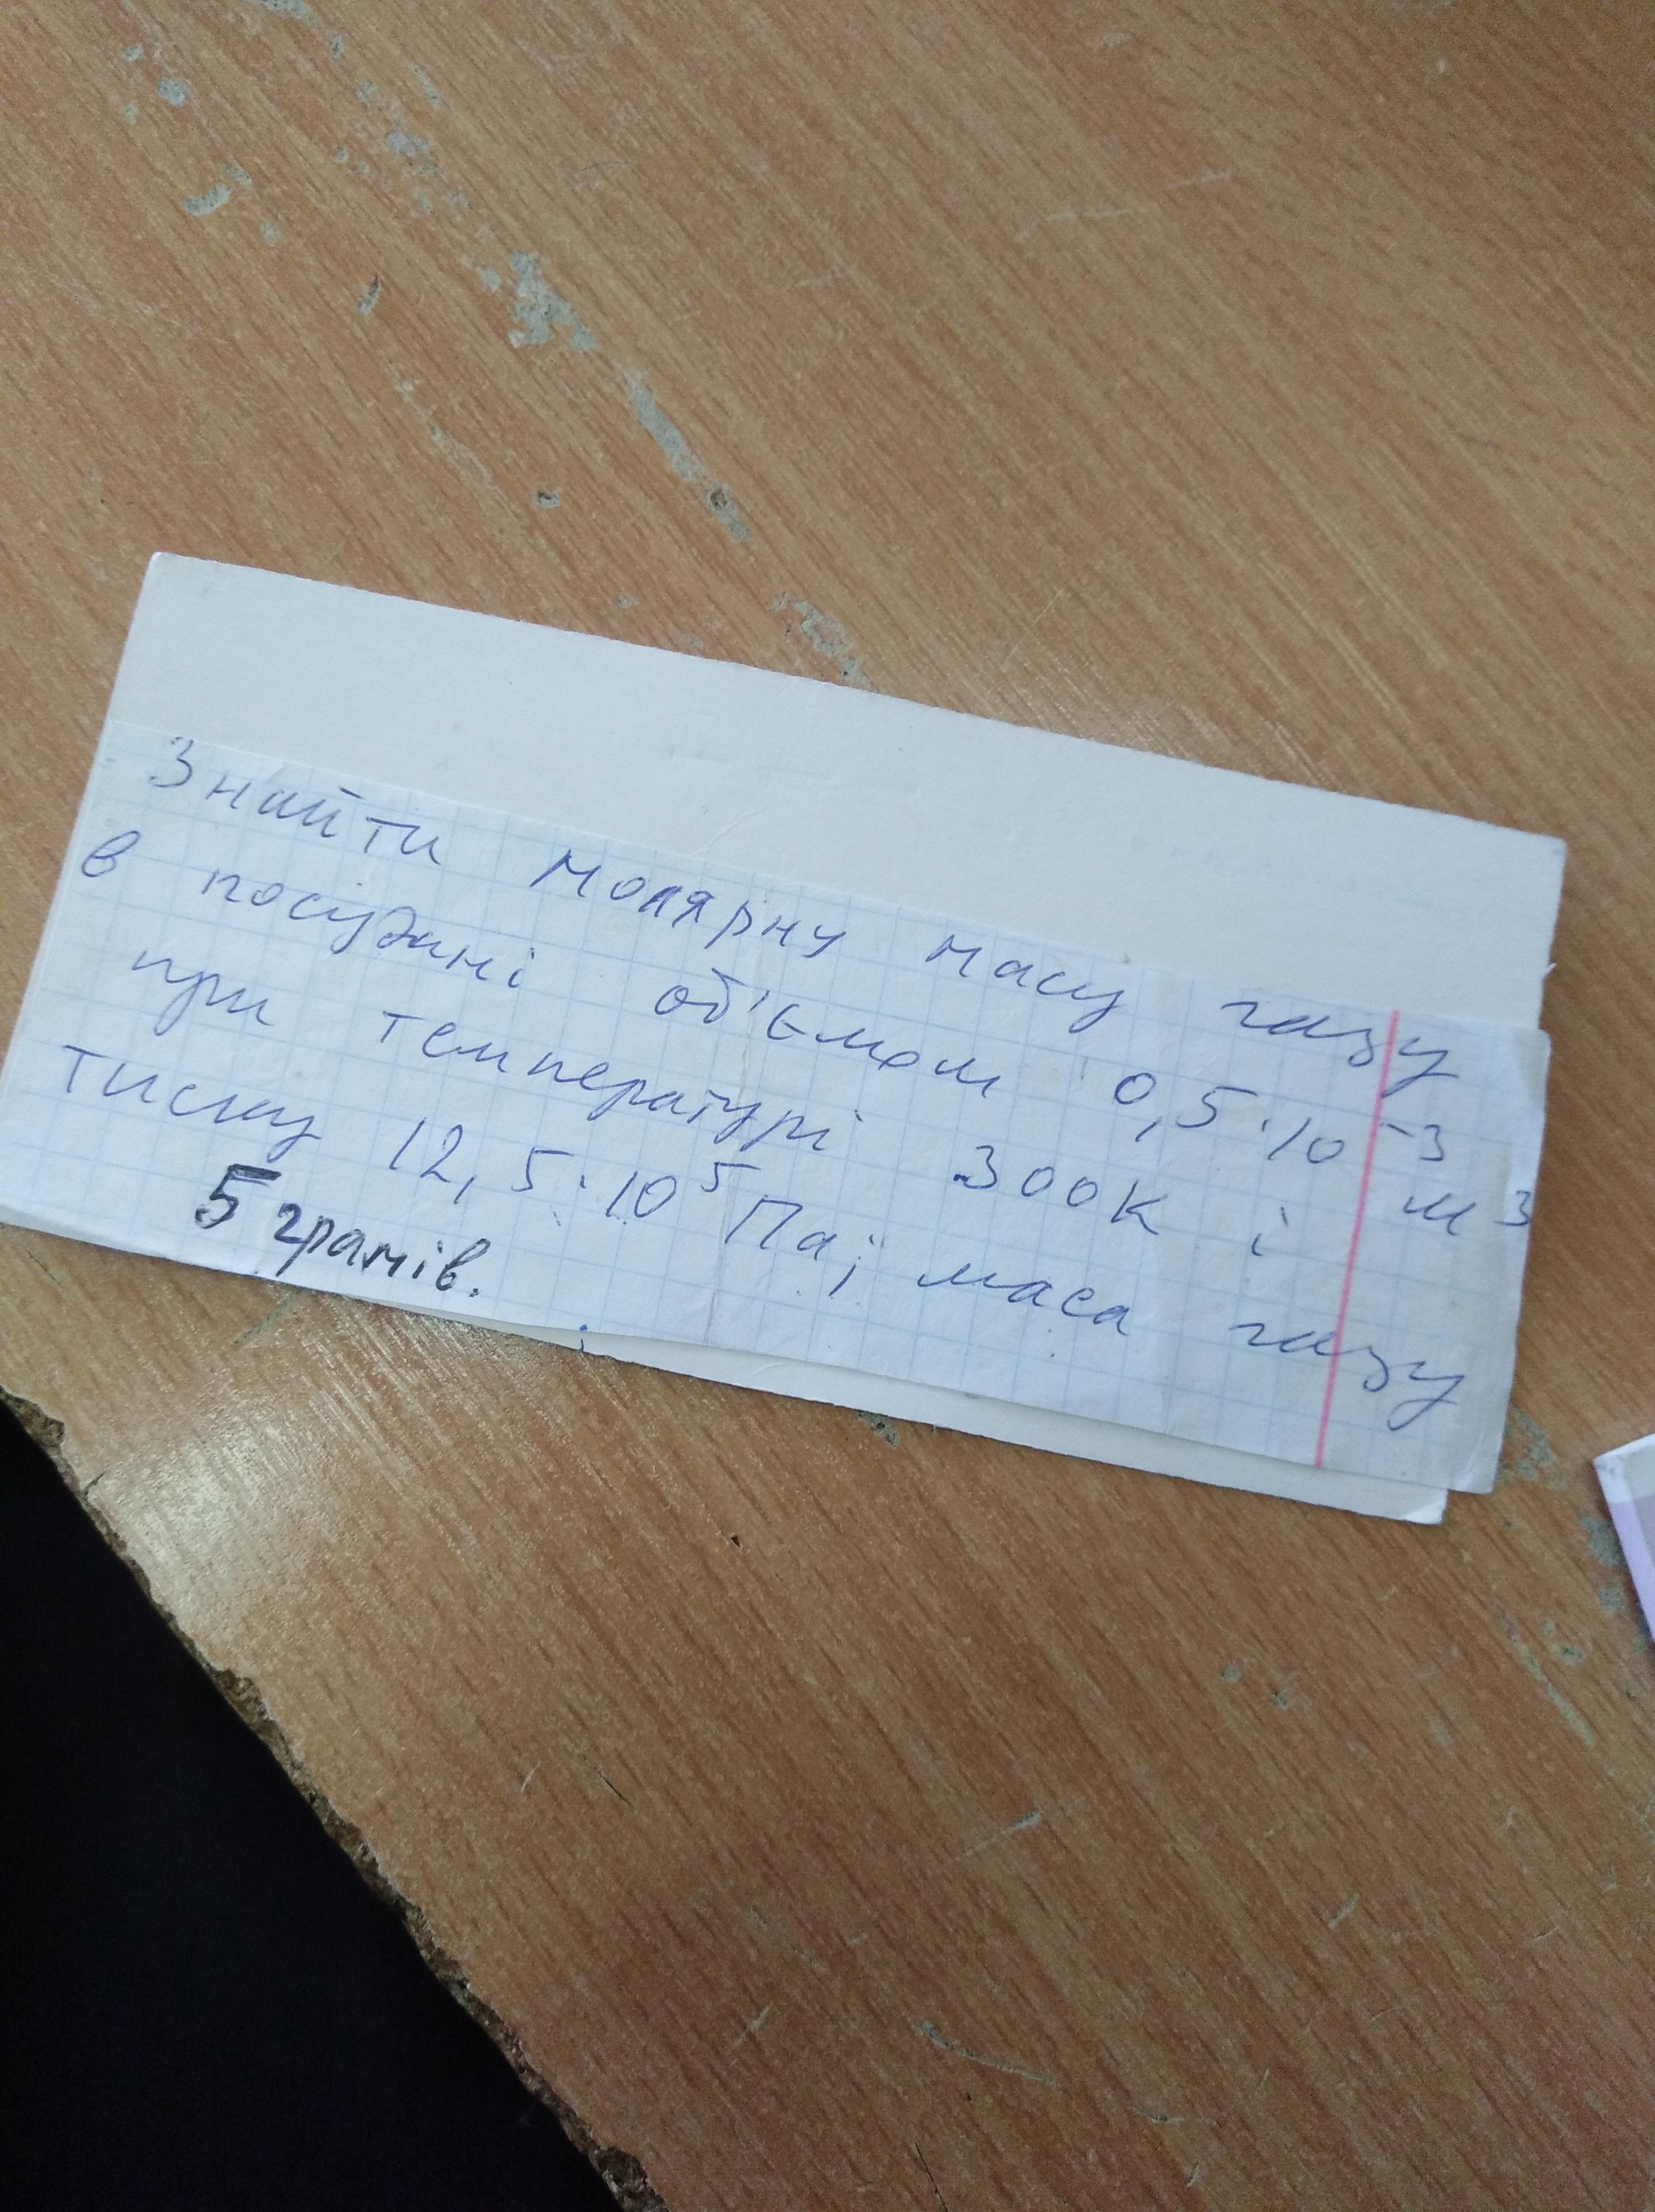 Знайти молярну масу газу
в посудині об'ємом 0,5·10⁻³ м³
при температурі 300К і
тиску 12,5·10⁵ Па; маса газу
5 грамів.